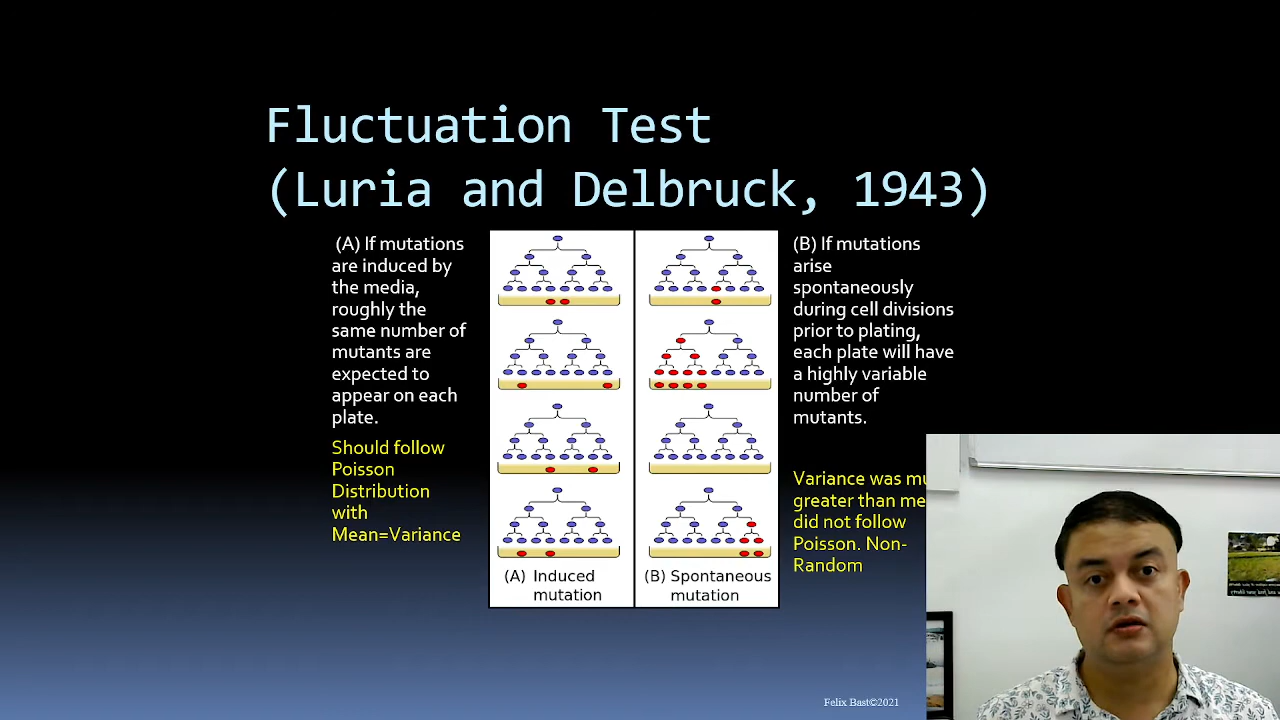 Fluctuation Test
(Luria and Delbruck, 1943)
(A) If mutations
are induced by
the media,
roughly the
same number of
mutants are
expected to
appear on each
plate.
Should follow
Poisson
Distribution
with
Mean=Variance
(A) Induced
mutation
(B) Spontaneous
mutation
(B) If mutations
arise
spontaneously
during cell divisions
prior to plating,
each plate will have
a highly variable
number of
mutants.
Variance was
greater than
did not follow
Poisson. Non-
Random
Felix Bast©2021